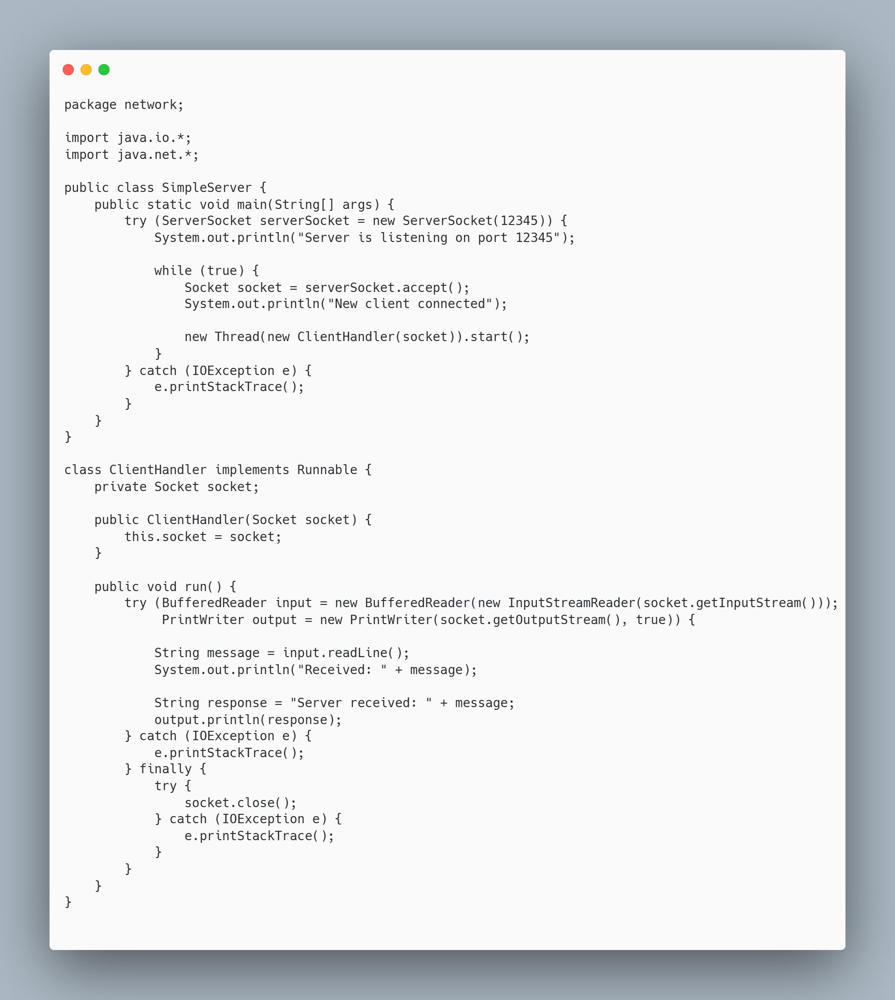 package network;

import java.io.*;
import java.net.*;

public class SimpleServer {
    public static void main(String[] args) {
        try (ServerSocket serverSocket = new ServerSocket(12345)) {
            System.out.println("Server is listening on port 12345");

            while (true) {
                Socket socket = serverSocket.accept();
                System.out.println("New client connected");

                new Thread(new ClientHandler(socket)).start();
            }
        } catch (IOException e) {
            e.printStackTrace();
        }
    }
}

class ClientHandler implements Runnable {
    private Socket socket;

    public ClientHandler(Socket socket) {
        this.socket = socket;
    }

    public void run() {
        try (BufferedReader input = new BufferedReader(new InputStreamReader(socket.getInputStream()));
             PrintWriter output = new PrintWriter(socket.getOutputStream(), true)) {

            String message = input.readLine();
            System.out.println("Received: " + message);

            String response = "Server received: " + message;
            output.println(response);
        } catch (IOException e) {
            e.printStackTrace();
        } finally {
            try {
                socket.close();
            } catch (IOException e) {
                e.printStackTrace();
            }
        }
    }
}